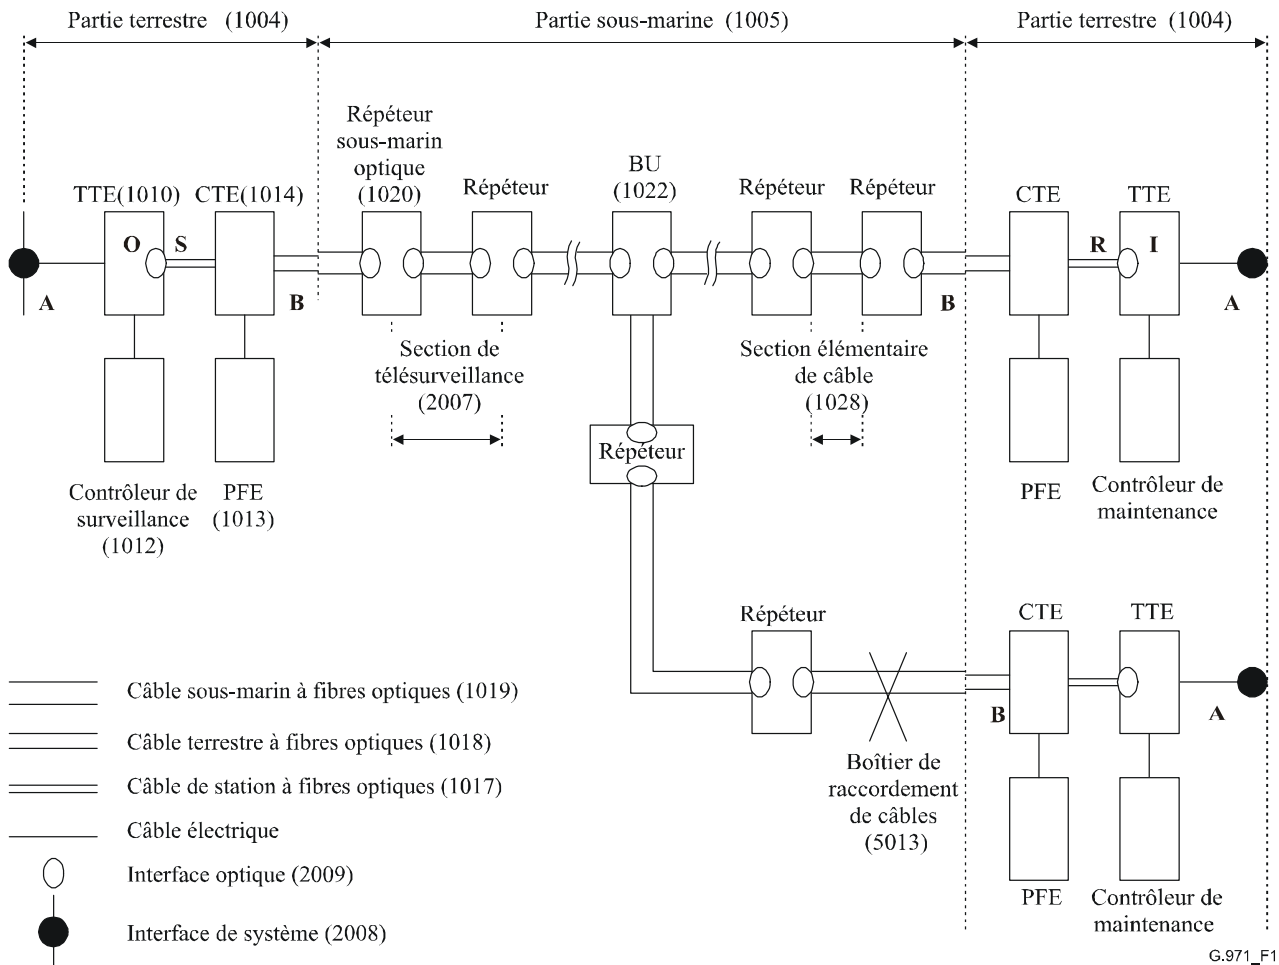 Partie terrestre (1004)
Partie sous-marine (1005)
Partie terrestre (1004)
Répéteur
sous-marin
optique
(1020)
TTE(1010)
CTE(1014)
Répéteur
BU
(1022)
Répéteur
Répéteur
CTE
TTE
O
S
R
I
A
B
B
A
Section de
télésurveillance
(2007)
Section élémentaire
de câble
(1028)
Répéteur
Contrôleur de
surveillance
(1012)
PFE
(1013)
PFE
Contrôleur de
maintenance
Répéteur
CTE
TTE
B
A
Boîtier de
raccordement
de câbles
(5013)
PFE
Contrôleur de
maintenance
Câble sous-marin à fibres optiques (1019)
Câble terrestre à fibres optiques (1018)
Câble de station à fibres optiques (1017)
Câble électrique
Interface optique (2009)
Interface de système (2008)
G.971_F1